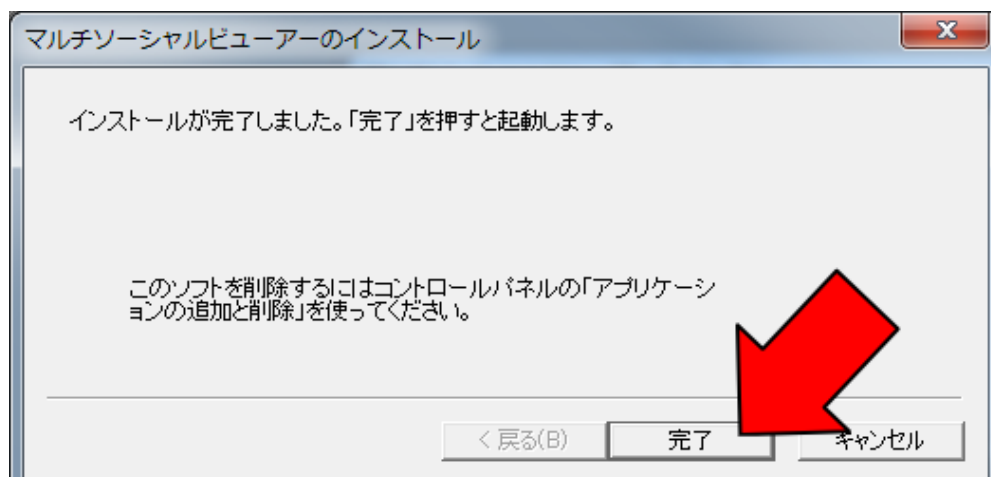 マルチソーシャルビューアーのインストール
インストールが完了しました。「完了」を押すと起動します。
このソフトを削除するにはコントロールパネルの「アプリケーシ
ョンの追加と削除」を使ってください。
< 戻る(B)
完了
キャンセル